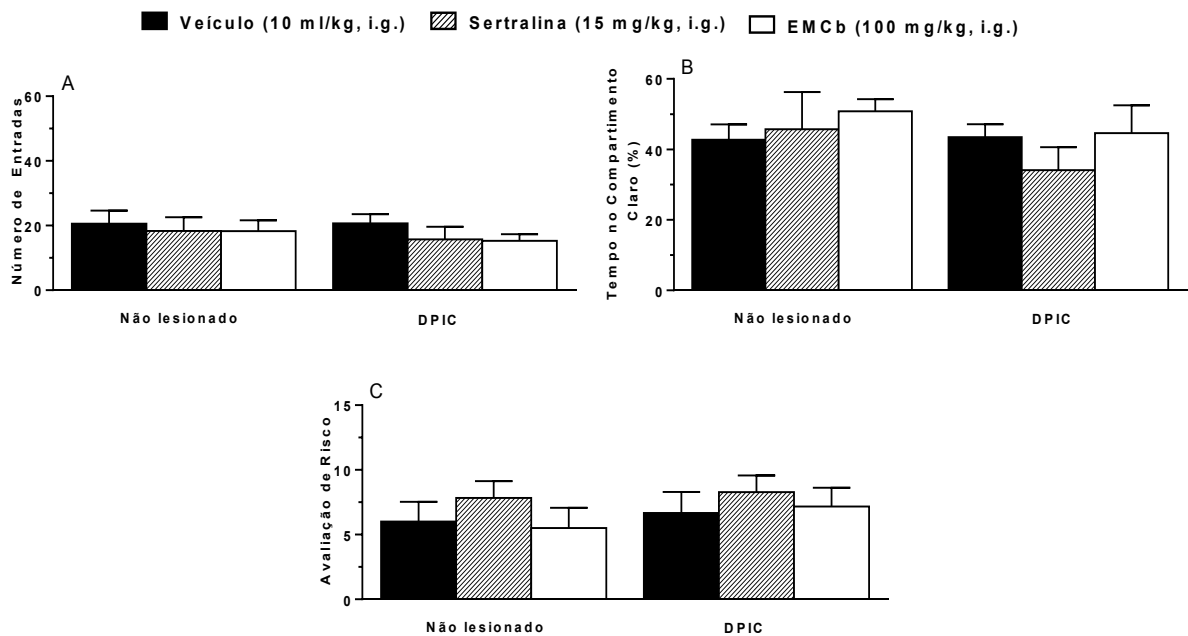 Veículo (10 ml/kg, i.g.) Sertralina (15 mg/kg, i.g.) EMCb (100 mg/kg, i.g.)
A
Número de Entradas
60
40
20
0
Não lesionado DPIC
B
Tempo no Compartimento
Claro (%)
60
40
20
0
Não lesionado DPIC
C
Avaliação de Risco
15
10
5
0
Não lesionado DPIC